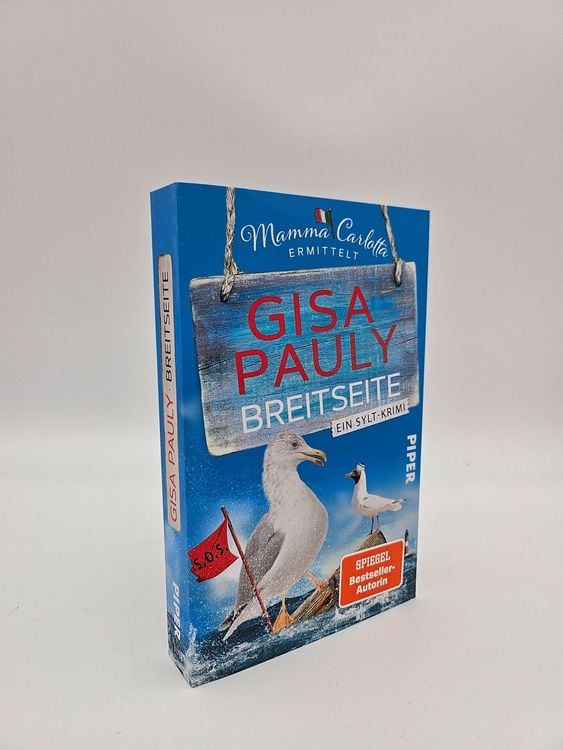 Mamma Carlotta
ERMITTELT
GISA
PAULY
BREITSEITE
EIN SYLT-KRIMI
PIPER
S.O.S.
SPIEGEL
Bestseller-
Autorin
GISA PAULY · BREITSEITE
PIPER